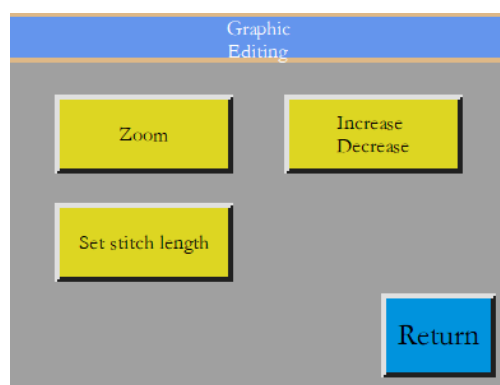 Graphic
Editing
Zoom
Increase
Decrease
Set stitch length
Return